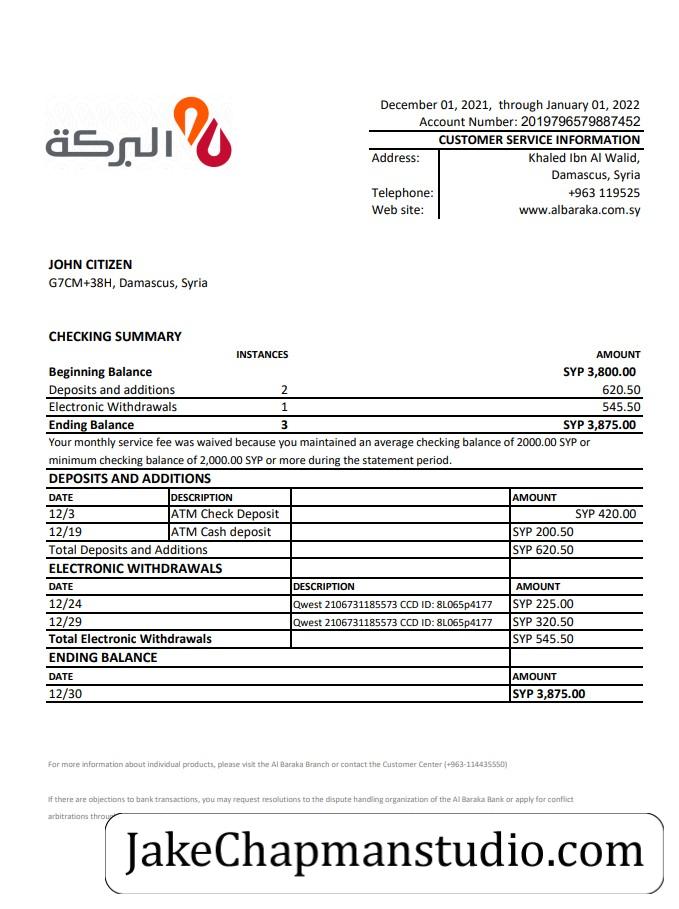 December 01, 2021, through January 01, 2022
Account Number: 2019796579887452
البركة
CUSTOMER SERVICE INFORMATION
Address: Khaled Ibn Al Walid,
Damascus, Syria
Telephone: +963 119525
Web site: www.albaraka.com.sy
JOHN CITIZEN
G7CM+38H, Damascus, Syria
CHECKING SUMMARY
INSTANCES AMOUNT
Beginning Balance SYP 3,800.00
Deposits and additions 2 620.50
Electronic Withdrawals 1 545.50
Ending Balance 3 SYP 3,875.00
Your monthly service fee was waived because you maintained an average checking balance of 2000.00 SYP or
minimum checking balance of 2,000.00 SYP or more during the statement period.
DEPOSITS AND ADDITIONS
DATE DESCRIPTION AMOUNT
12/3 ATM Check Deposit SYP 420.00
12/19 ATM Cash deposit SYP 200.50
Total Deposits and Additions SYP 620.50
ELECTRONIC WITHDRAWALS
DATE DESCRIPTION AMOUNT
12/24 Qwest 2106731185573 CCD ID: 8L065p4177 SYP 225.00
12/29 Qwest 2106731185573 CCD ID: 8L065p4177 SYP 320.50
Total Electronic Withdrawals SYP 545.50
ENDING BALANCE
DATE AMOUNT
12/30 SYP 3,875.00
For more information about individual products, please visit the Al Baraka Branch or contact the Customer Center (+963-114435550)
If there are objections to bank transactions, you may request resolutions to the dispute handling organization of the Al Baraka Bank or apply for conflict
arbitrations
JakeChapmanstudio.com